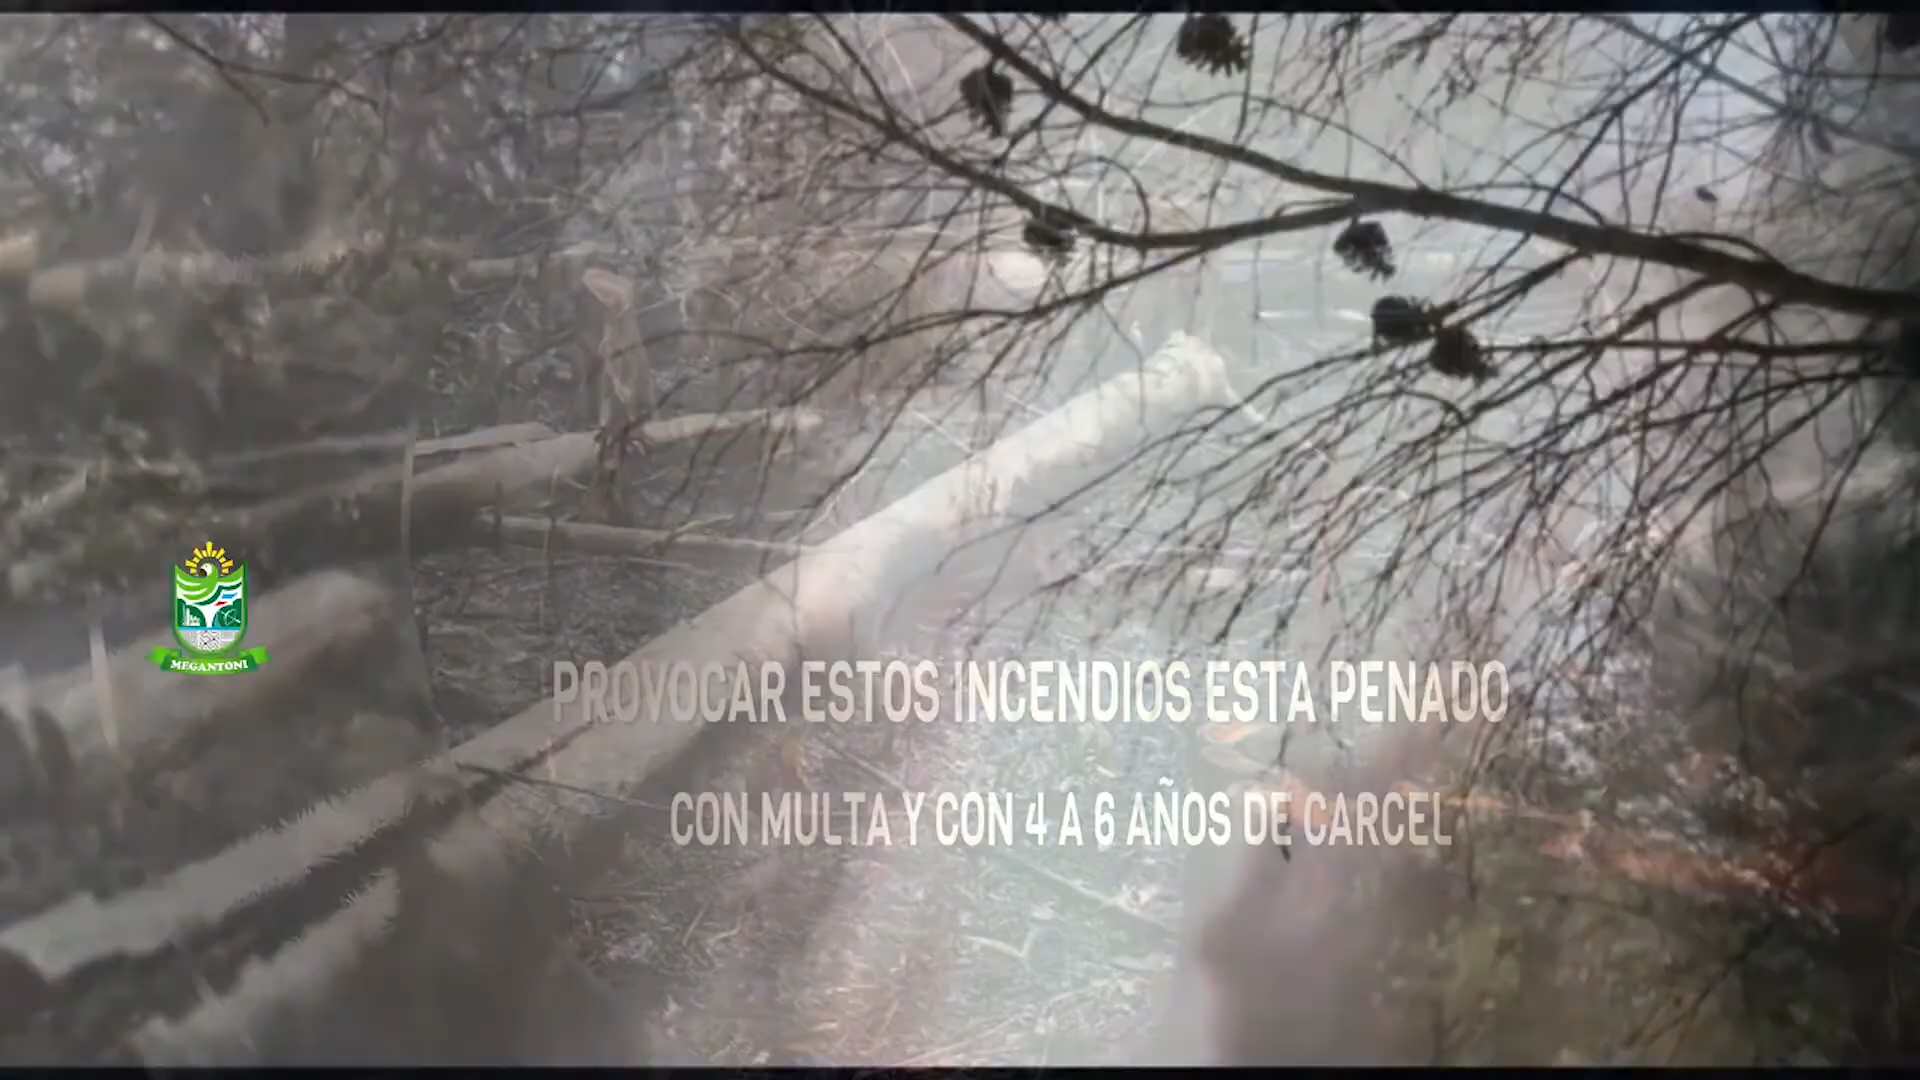 MEGANTONI
PROVOCAR ESTOS INCENDIOS ESTA PENADO
CON MULTA Y CON 4 A 6 AÑOS DE CARCEL